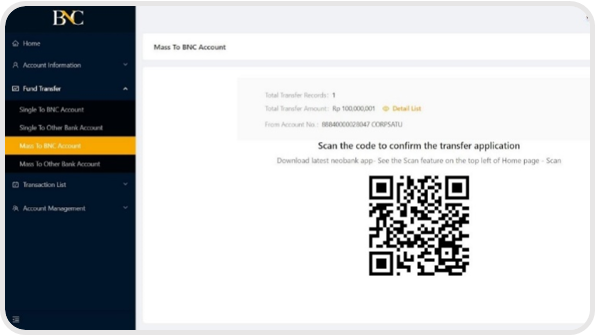 BNC
Home
Account Information
Fund Transfer
Single To BNC Account
Single To Other Bank Account
Mass To BNC Account
Mass To Other Bank Account
Transaction List
Account Management
Mass To BNC Account
Total Transfer Records: 1
Total Transfer Amount: Rp 100,000,001 Detail List
From Account No.: 88840000028047 CORPSATU
Scan the code to confirm the transfer application
Download latest neobank app - See the Scan feature on the top left of Home page - Scan